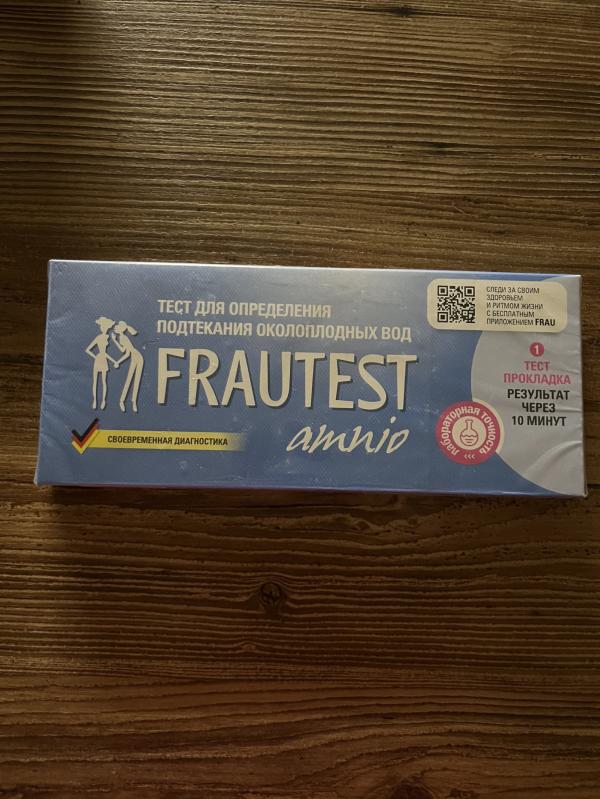 ТЕСТ ДЛЯ ОПРЕДЕЛЕНИЯ
ПОДТЕКАНИЯ ОКОЛОПЛОДНЫХ ВОД
FRAUTEST
amnio
СВОЕВРЕМЕННАЯ ДИАГНОСТИКА
СЛЕДИ ЗА СВОИМ
ЗДОРОВЬЕМ
И РИТМОМ ЖИЗНИ
С БЕСПЛАТНЫМ
ПРИЛОЖЕНИЕМ FRAU
1
ТЕСТ
ПРОКЛАДКА
РЕЗУЛЬТАТ
ЧЕРЕЗ
10 МИНУТ
лабораторная точность
<<<